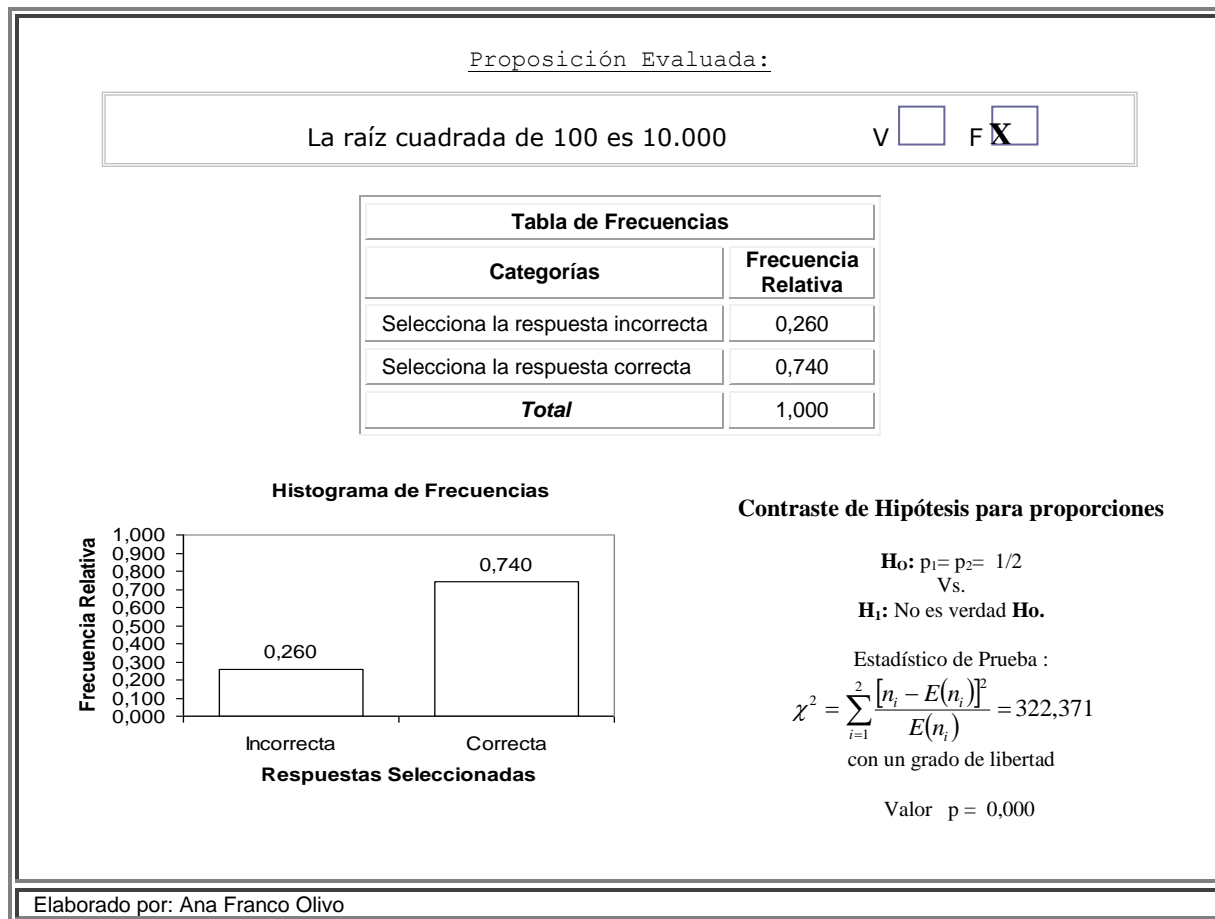 Proposición Evaluada:
La raíz cuadrada de 100 es 10.000 V F X
Tabla de Frecuencias
Categorías Frecuencia Relativa
Selecciona la respuesta incorrecta 0,260
Selecciona la respuesta correcta 0,740
Total 1,000
Histograma de Frecuencias
Frecuencia Relativa
1,000
0,900
0,800
0,700
0,600
0,500
0,400
0,300
0,200
0,100
0,000
0,260
0,740
Incorrecta Correcta
Respuestas Seleccionadas
Contraste de Hipótesis para proporciones
H₀: p₁= p₂= 1/2
Vs.
H₁: No es verdad Ho.
Estadístico de Prueba :
χ² = ∑ᵢ₌₁² [nᵢ − E(nᵢ)]² / E(nᵢ) = 322,371
con un grado de libertad
Valor p = 0,000
Elaborado por: Ana Franco Olivo